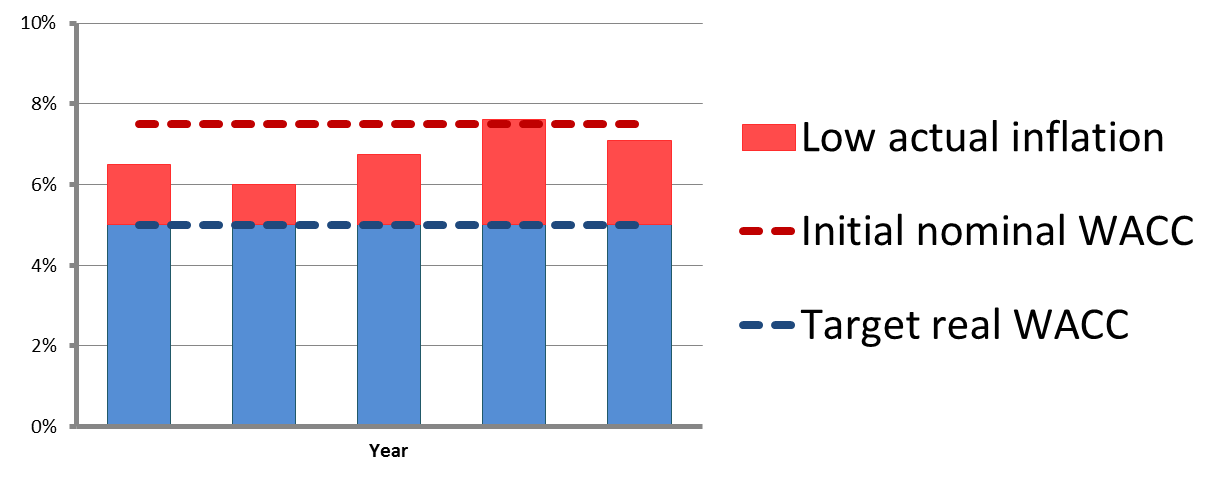 10%
8%
6%
4%
2%
0%
Year
Low actual inflation
Initial nominal WACC
Target real WACC